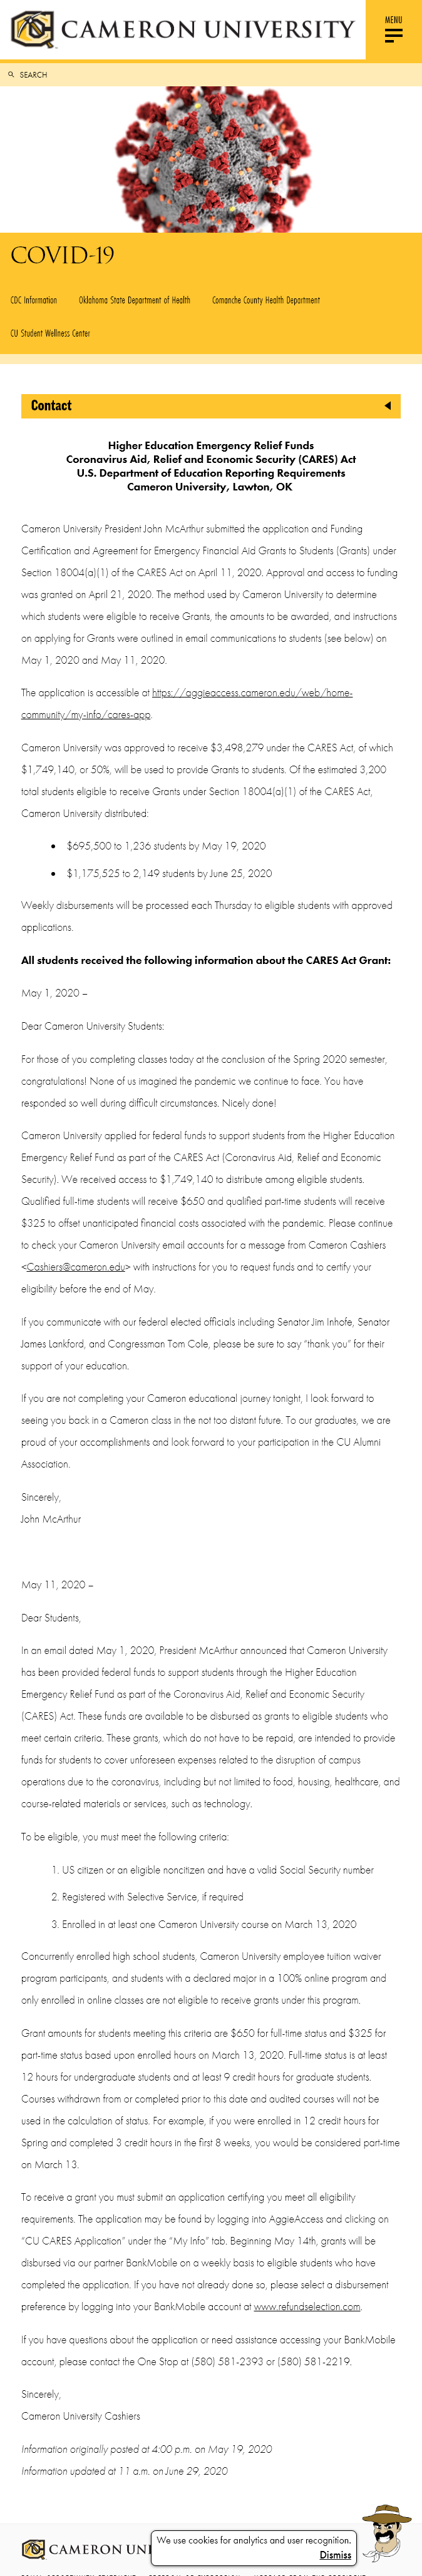 CAMERON UNIVERSITY
MENU
SEARCH
COVID-19
CDC Information
Oklahoma State Department of Health
Comanche County Health Department
CU Student Wellness Center
Contact
Higher Education Emergency Relief Funds
Coronavirus Aid, Relief and Economic Security (CARES) Act
U.S. Department of Education Reporting Requirements
Cameron University, Lawton, OK
Cameron University President John McArthur submitted the application and Funding
Certification and Agreement for Emergency Financial Aid Grants to Students (Grants) under
Section 18004(a)(1) of the CARES Act on April 11, 2020. Approval and access to funding
was granted on April 21, 2020. The method used by Cameron University to determine
which students were eligible to receive Grants, the amounts to be awarded, and instructions
on applying for Grants were outlined in email communications to students (see below) on
May 1, 2020 and May 11, 2020.
The application is accessible at https://aggieaccess.cameron.edu/web/home-
community/my-info/cares-app.
Cameron University was approved to receive $3,498,279 under the CARES Act, of which
$1,749,140, or 50%, will be used to provide Grants to students. Of the estimated 3,200
total students eligible to receive Grants under Section 18004(a)(1) of the CARES Act,
Cameron University distributed:
• $695,500 to 1,236 students by May 19, 2020
• $1,175,525 to 2,149 students by June 25, 2020
Weekly disbursements will be processed each Thursday to eligible students with approved
applications.
All students received the following information about the CARES Act Grant:
May 1, 2020 –
Dear Cameron University Students:
For those of you completing classes today at the conclusion of the Spring 2020 semester,
congratulations! None of us imagined the pandemic we continue to face. You have
responded so well during difficult circumstances. Nicely done!
Cameron University applied for federal funds to support students from the Higher Education
Emergency Relief Fund as part of the CARES Act (Coronavirus Aid, Relief and Economic
Security). We received access to $1,749,140 to distribute among eligible students.
Qualified full-time students will receive $650 and qualified part-time students will receive
$325 to offset unanticipated financial costs associated with the pandemic. Please continue
to check your Cameron University email accounts for a message from Cameron Cashiers
<Cashiers@cameron.edu> with instructions for you to request funds and to certify your
eligibility before the end of May.
If you communicate with our federal elected officials including Senator Jim Inhofe, Senator
James Lankford, and Congressman Tom Cole, please be sure to say “thank you” for their
support of your education.
If you are not completing your Cameron educational journey tonight, I look forward to
seeing you back in a Cameron class in the not too distant future. To our graduates, we are
proud of your accomplishments and look forward to your participation in the CU Alumni
Association.
Sincerely,
John McArthur
May 11, 2020 –
Dear Students,
In an email dated May 1, 2020, President McArthur announced that Cameron University
has been provided federal funds to support students through the Higher Education
Emergency Relief Fund as part of the Coronavirus Aid, Relief and Economic Security
(CARES) Act. These funds are available to be disbursed as grants to eligible students who
meet certain criteria. These grants, which do not have to be repaid, are intended to provide
funds for students to cover unforeseen expenses related to the disruption of campus
operations due to the coronavirus, including but not limited to food, housing, healthcare, and
course-related materials or services, such as technology.
To be eligible, you must meet the following criteria:
1. US citizen or an eligible noncitizen and have a valid Social Security number
2. Registered with Selective Service, if required
3. Enrolled in at least one Cameron University course on March 13, 2020
Concurrently enrolled high school students, Cameron University employee tuition waiver
program participants, and students with a declared major in a 100% online program and
only enrolled in online classes are not eligible to receive grants under this program.
Grant amounts for students meeting this criteria are $650 for full-time status and $325 for
part-time status based upon enrolled hours on March 13, 2020. Full-time status is at least
12 hours for undergraduate students and at least 9 credit hours for graduate students.
Courses withdrawn from or completed prior to this date and audited courses will not be
used in the calculation of status. For example, if you were enrolled in 12 credit hours for
Spring and completed 3 credit hours in the first 8 weeks, you would be considered part-time
on March 13.
To receive a grant you must submit an application certifying you meet all eligibility
requirements. The application may be found by logging into AggieAccess and clicking on
“CU CARES Application” under the “My Info” tab. Beginning May 14th, grants will be
disbursed via our partner BankMobile on a weekly basis to eligible students who have
completed the application. If you have not already done so, please select a disbursement
preference by logging into your BankMobile account at www.refundselection.com.
If you have questions about the application or need assistance accessing your BankMobile
account, please contact the One Stop at (580) 581-2393 or (580) 581-2219.
Sincerely,
Cameron University Cashiers
Information originally posted at 4:00 p.m. on May 19, 2020
Information updated at 11 a.m. on June 29, 2020
CAMERON UN
We use cookies for analytics and user recognition.
Dismiss